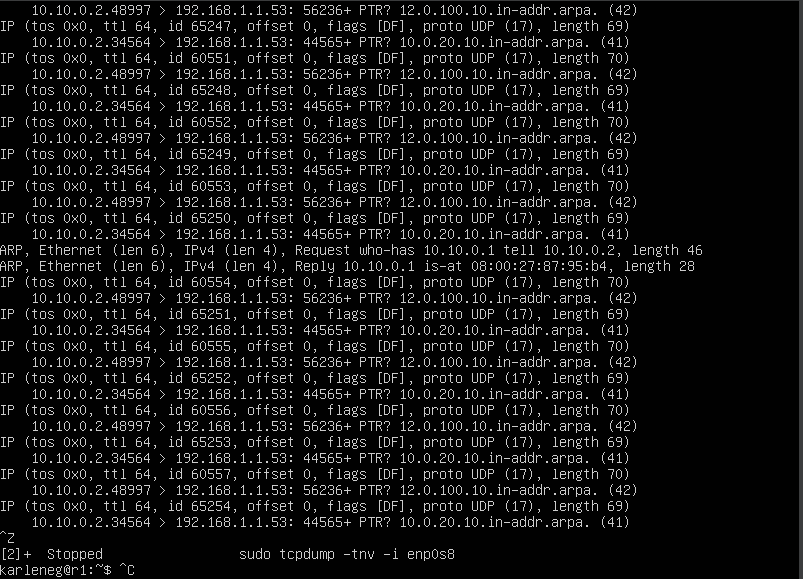 10.10.0.2.48997 > 192.168.1.1.53: 56236+ PTR? 12.0.100.10.in-addr.arpa. (42)
IP (tos 0x0, ttl 64, id 65247, offset 0, flags [DF], proto UDP (17), length 69)
10.10.0.2.34564 > 192.168.1.1.53: 44565+ PTR? 10.0.20.10.in-addr.arpa. (41)
IP (tos 0x0, ttl 64, id 60551, offset 0, flags [DF], proto UDP (17), length 70)
10.10.0.2.48997 > 192.168.1.1.53: 56236+ PTR? 12.0.100.10.in-addr.arpa. (42)
IP (tos 0x0, ttl 64, id 65248, offset 0, flags [DF], proto UDP (17), length 69)
10.10.0.2.34564 > 192.168.1.1.53: 44565+ PTR? 10.0.20.10.in-addr.arpa. (41)
IP (tos 0x0, ttl 64, id 60552, offset 0, flags [DF], proto UDP (17), length 70)
10.10.0.2.48997 > 192.168.1.1.53: 56236+ PTR? 12.0.100.10.in-addr.arpa. (42)
IP (tos 0x0, ttl 64, id 65249, offset 0, flags [DF], proto UDP (17), length 69)
10.10.0.2.34564 > 192.168.1.1.53: 44565+ PTR? 10.0.20.10.in-addr.arpa. (41)
IP (tos 0x0, ttl 64, id 60553, offset 0, flags [DF], proto UDP (17), length 70)
10.10.0.2.48997 > 192.168.1.1.53: 56236+ PTR? 12.0.100.10.in-addr.arpa. (42)
IP (tos 0x0, ttl 64, id 65250, offset 0, flags [DF], proto UDP (17), length 69)
10.10.0.2.34564 > 192.168.1.1.53: 44565+ PTR? 10.0.20.10.in-addr.arpa. (41)
ARP, Ethernet (len 6), IPv4 (len 4), Request who-has 10.10.0.1 tell 10.10.0.2, length 46
ARP, Ethernet (len 6), IPv4 (len 4), Reply 10.10.0.1 is-at 08:00:27:87:95:b4, length 28
IP (tos 0x0, ttl 64, id 60554, offset 0, flags [DF], proto UDP (17), length 70)
10.10.0.2.48997 > 192.168.1.1.53: 56236+ PTR? 12.0.100.10.in-addr.arpa. (42)
IP (tos 0x0, ttl 64, id 65251, offset 0, flags [DF], proto UDP (17), length 69)
10.10.0.2.34564 > 192.168.1.1.53: 44565+ PTR? 10.0.20.10.in-addr.arpa. (41)
IP (tos 0x0, ttl 64, id 60555, offset 0, flags [DF], proto UDP (17), length 70)
10.10.0.2.48997 > 192.168.1.1.53: 56236+ PTR? 12.0.100.10.in-addr.arpa. (42)
IP (tos 0x0, ttl 64, id 65252, offset 0, flags [DF], proto UDP (17), length 69)
10.10.0.2.34564 > 192.168.1.1.53: 44565+ PTR? 10.0.20.10.in-addr.arpa. (41)
IP (tos 0x0, ttl 64, id 60556, offset 0, flags [DF], proto UDP (17), length 70)
10.10.0.2.48997 > 192.168.1.1.53: 56236+ PTR? 12.0.100.10.in-addr.arpa. (42)
IP (tos 0x0, ttl 64, id 65253, offset 0, flags [DF], proto UDP (17), length 69)
10.10.0.2.34564 > 192.168.1.1.53: 44565+ PTR? 10.0.20.10.in-addr.arpa. (41)
IP (tos 0x0, ttl 64, id 60557, offset 0, flags [DF], proto UDP (17), length 70)
10.10.0.2.48997 > 192.168.1.1.53: 56236+ PTR? 12.0.100.10.in-addr.arpa. (42)
IP (tos 0x0, ttl 64, id 65254, offset 0, flags [DF], proto UDP (17), length 69)
10.10.0.2.34564 > 192.168.1.1.53: 44565+ PTR? 10.0.20.10.in-addr.arpa. (41)
^Z
[2]+  Stopped                 sudo tcpdump -tnv -i enp0s8
karleneg@r1:~$ ^C